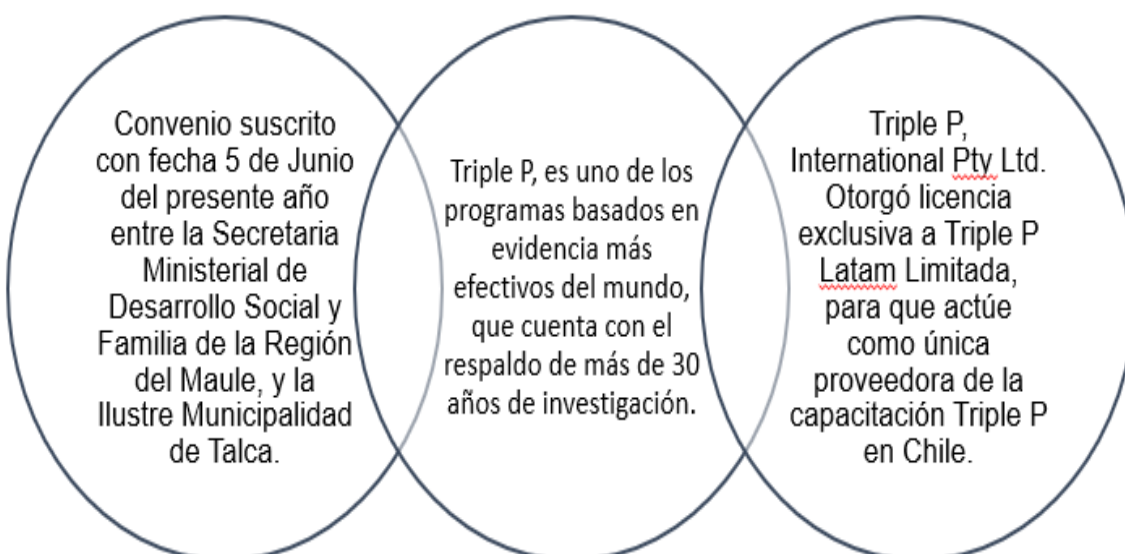 Convenio suscrito
con fecha 5 de Junio
del presente año
entre la Secretaria
Ministerial de
Desarrollo Social y
Familia de la Región
del Maule, y la
Ilustre Municipalidad
de Talca.
Triple P, es uno de los
programas basados en
evidencia más
efectivos del mundo,
que cuenta con el
respaldo de más de 30
años de investigación.
Triple P,
International Pty Ltd.
Otorgó licencia
exclusiva a Triple P
Latam Limitada,
para que actúe
como única
proveedora de la
capacitación Triple P
en Chile.